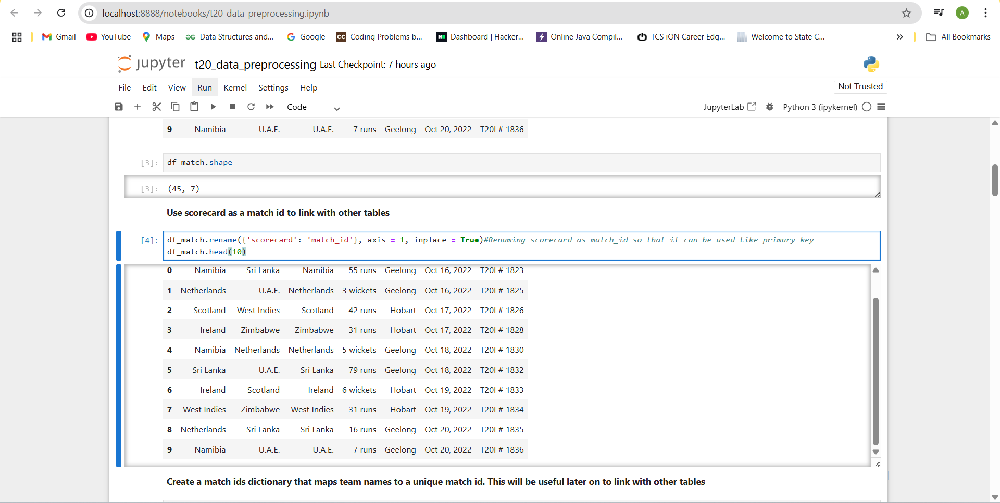 localhost:8888/notebooks/t20_data_preprocessing.ipynb
A
Gmail YouTube Maps Data Structures and... Google CC Coding Problems b... H Dashboard | Hacker... Online Java Compil... TCS iON Career Edg... Welcome to State C... » All Bookmarks
jupyter t20_data_preprocessing Last Checkpoint: 7 hours ago
File Edit View Run Kernel Settings Help Not Trusted
Code JupyterLab Python 3 (ipykernel)
9 Namibia U.A.E. U.A.E. 7 runs Geelong Oct 20, 2022 T20I # 1836
[3]: df_match.shape
[3]: (45, 7)
Use scorecard as a match id to link with other tables
[4]: df_match.rename({'scorecard': 'match_id'}, axis = 1, inplace = True)#Renaming scorecard as match_id so that it can be used like primary key
df_match.head(10)
0 Namibia Sri Lanka Namibia 55 runs Geelong Oct 16, 2022 T20I # 1823
1 Netherlands U.A.E. Netherlands 3 wickets Geelong Oct 16, 2022 T20I # 1825
2 Scotland West Indies Scotland 42 runs Hobart Oct 17, 2022 T20I # 1826
3 Ireland Zimbabwe Zimbabwe 31 runs Hobart Oct 17, 2022 T20I # 1828
4 Namibia Netherlands Netherlands 5 wickets Geelong Oct 18, 2022 T20I # 1830
5 Sri Lanka U.A.E. Sri Lanka 79 runs Geelong Oct 18, 2022 T20I # 1832
6 Ireland Scotland Ireland 6 wickets Hobart Oct 19, 2022 T20I # 1833
7 West Indies Zimbabwe West Indies 31 runs Hobart Oct 19, 2022 T20I # 1834
8 Netherlands Sri Lanka Sri Lanka 16 runs Geelong Oct 20, 2022 T20I # 1835
9 Namibia U.A.E. U.A.E. 7 runs Geelong Oct 20, 2022 T20I # 1836
Create a match ids dictionary that maps team names to a unique match id. This will be useful later on to link with other tables